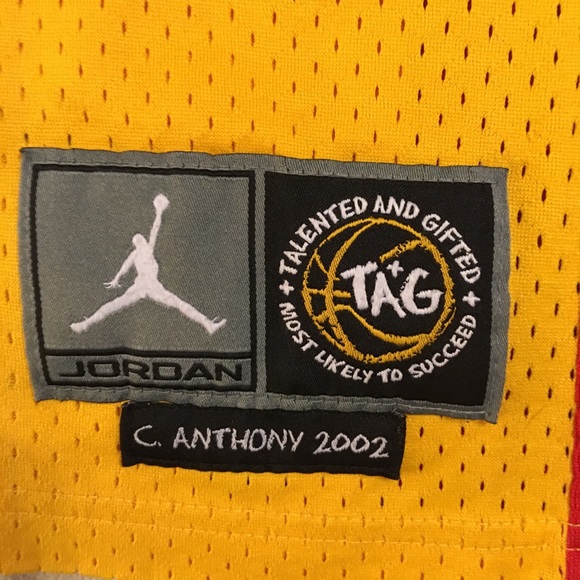 JORDAN
+ TALENTED AND GIFTED +
TAG
MOST LIKELY TO SUCCEED
C. ANTHONY 2002